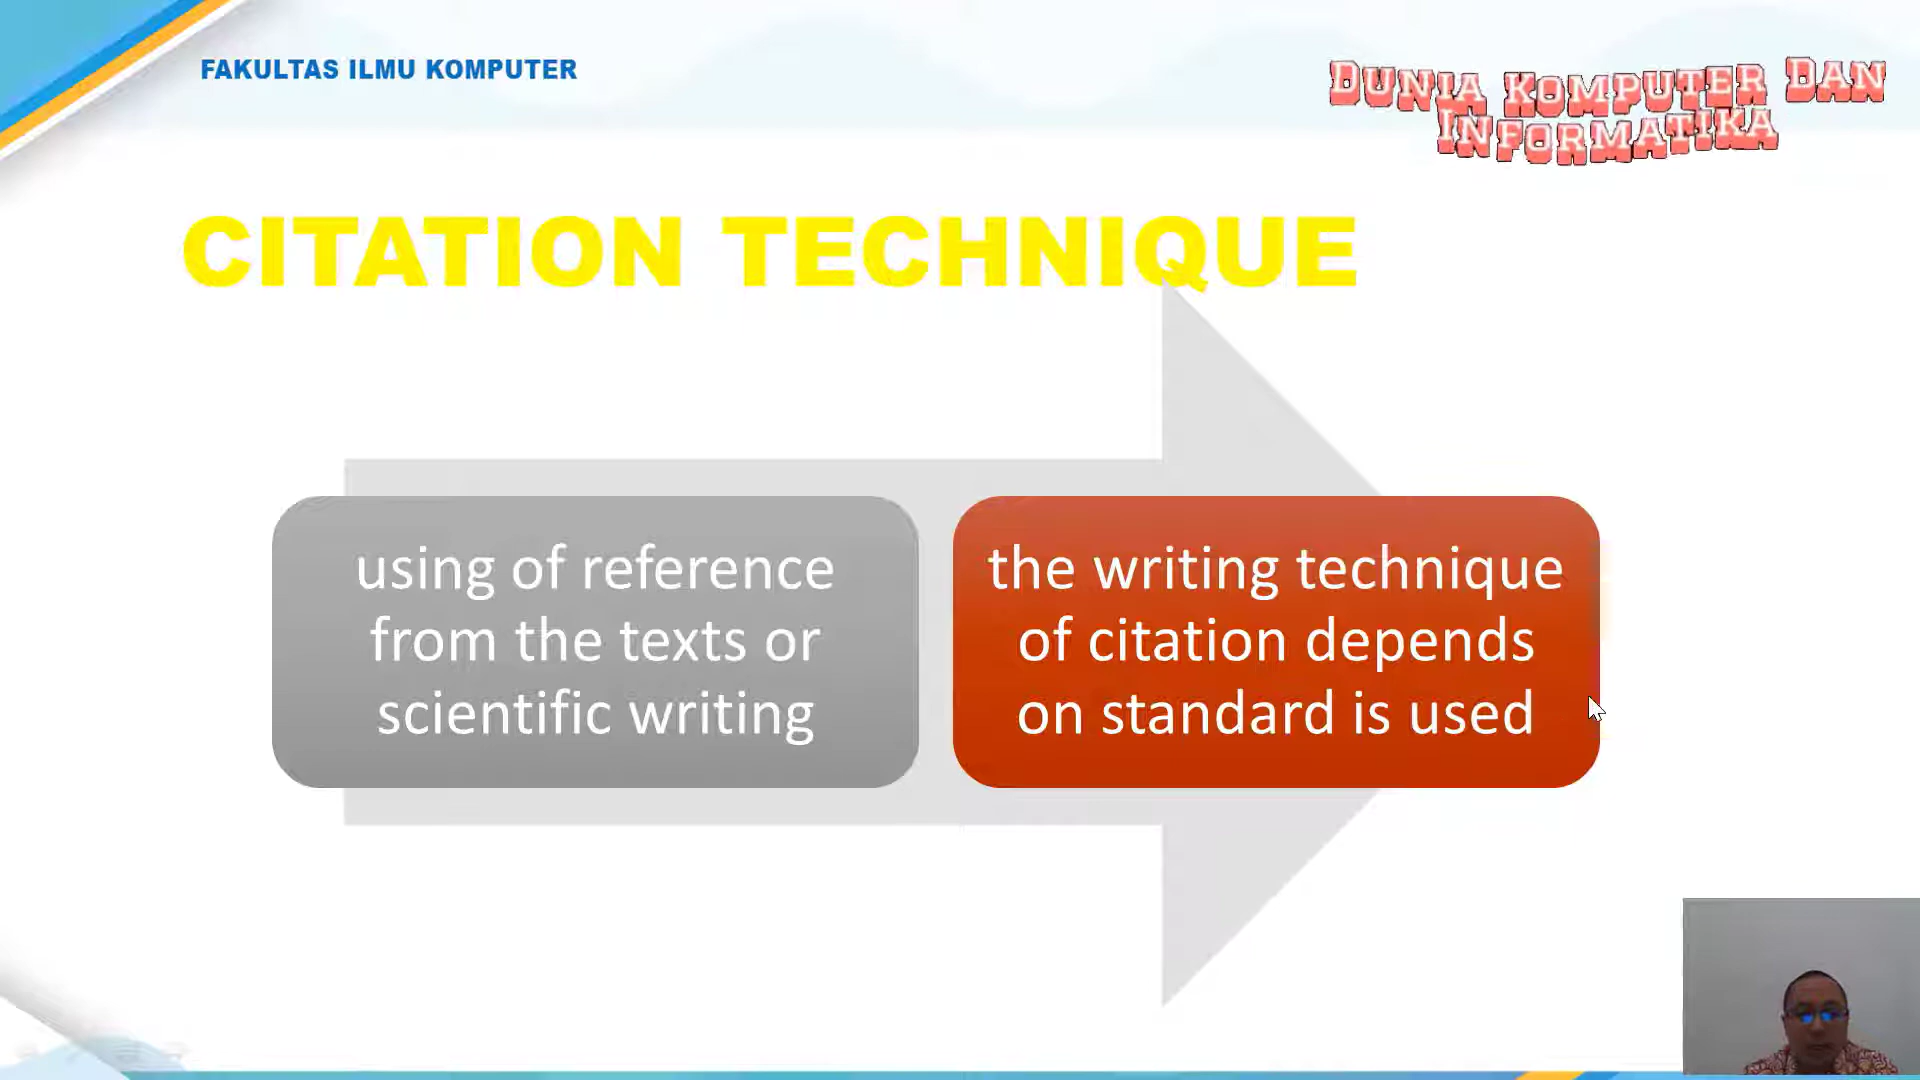 FAKULTAS ILMU KOMPUTER
DUNIA KOMPUTER DAN
INFORMATIKA
CITATION TECHNIQUE
using of reference
from the texts or
scientific writing
the writing technique
of citation depends
on standard is used